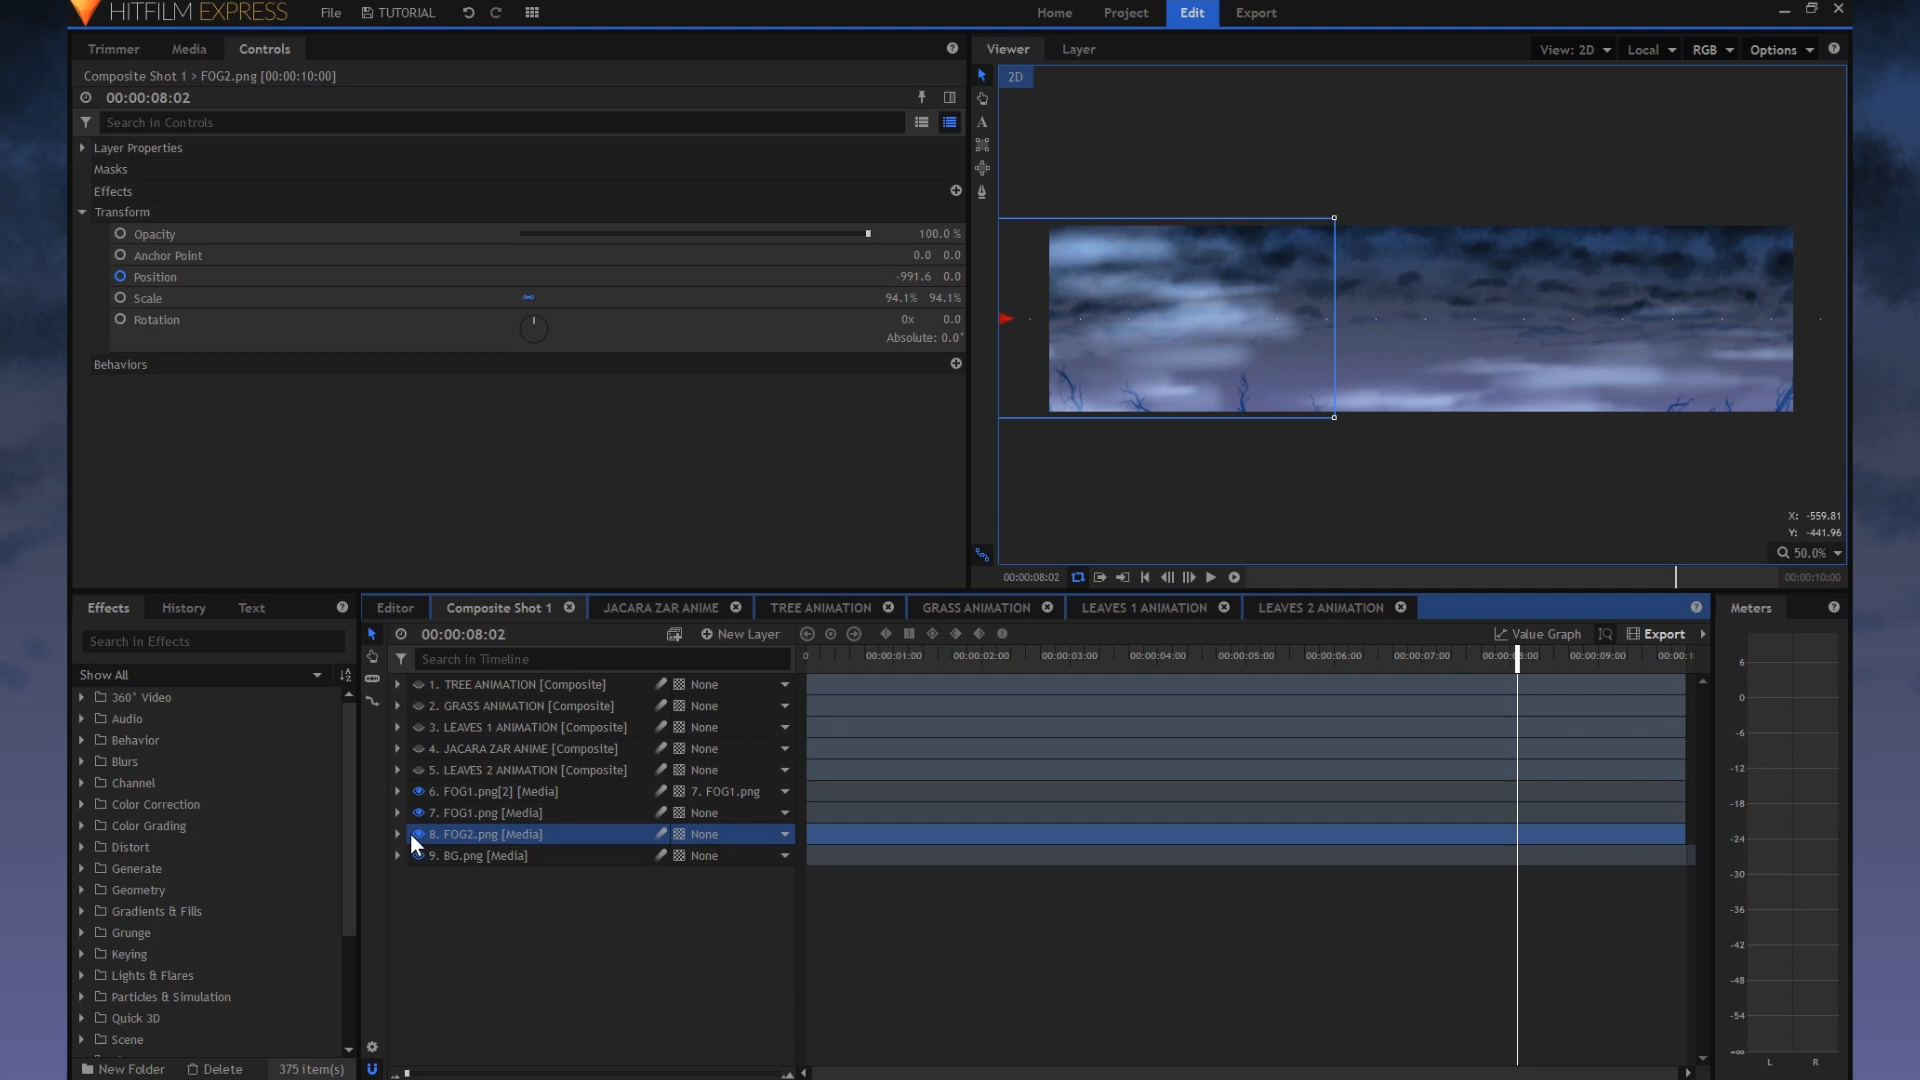 HITFILM EXPRESS
File
TUTORIAL
Home
Project
Edit
Export
Trimmer
Media
Controls
Composite Shot 1 > FOG2.png [00:00:10:00]
00:00:08:02
Search in Controls
Layer Properties
Masks
Effects
Transform
Opacity
100.0 %
Anchor Point
0.0 0.0
Position
-991.6 0.0
Scale
94.1% 94.1%
Rotation
0x 0.0
Absolute: 0.0°
Behaviors
Viewer
Layer
View: 2D
Local
RGB
Options
2D
X: -559.81
Y: -441.96
50.0%
00:00:08:02
00:00:10:00
Effects
History
Text
Search in Effects
Show All
360° Video
Audio
Behavior
Blurs
Channel
Color Correction
Color Grading
Distort
Generate
Geometry
Gradients & Fills
Grunge
Keying
Lights & Flares
Particles & Simulation
Quick 3D
Scene
New Folder
Delete
375 item(s)
Editor
Composite Shot 1
JACARA ZAR ANIME
TREE ANIMATION
GRASS ANIMATION
LEAVES 1 ANIMATION
LEAVES 2 ANIMATION
00:00:08:02
New Layer
Value Graph
Export
Search in Timeline
0
00:00:01:00
00:00:02:00
00:00:03:00
00:00:04:00
00:00:05:00
00:00:06:00
00:00:07:00
00:00:08:00
00:00:09:00
00:00:1
1. TREE ANIMATION [Composite]
None
2. GRASS ANIMATION [Composite]
None
3. LEAVES 1 ANIMATION [Composite]
None
4. JACARA ZAR ANIME [Composite]
None
5. LEAVES 2 ANIMATION [Composite]
None
6. FOG1.png[2] [Media]
7. FOG1.png
7. FOG1.png [Media]
None
8. FOG2.png [Media]
None
9. BG.png [Media]
None
Meters
6
0
-6
-12
-18
-24
-30
-36
-42
-48
-54
-∞
L R